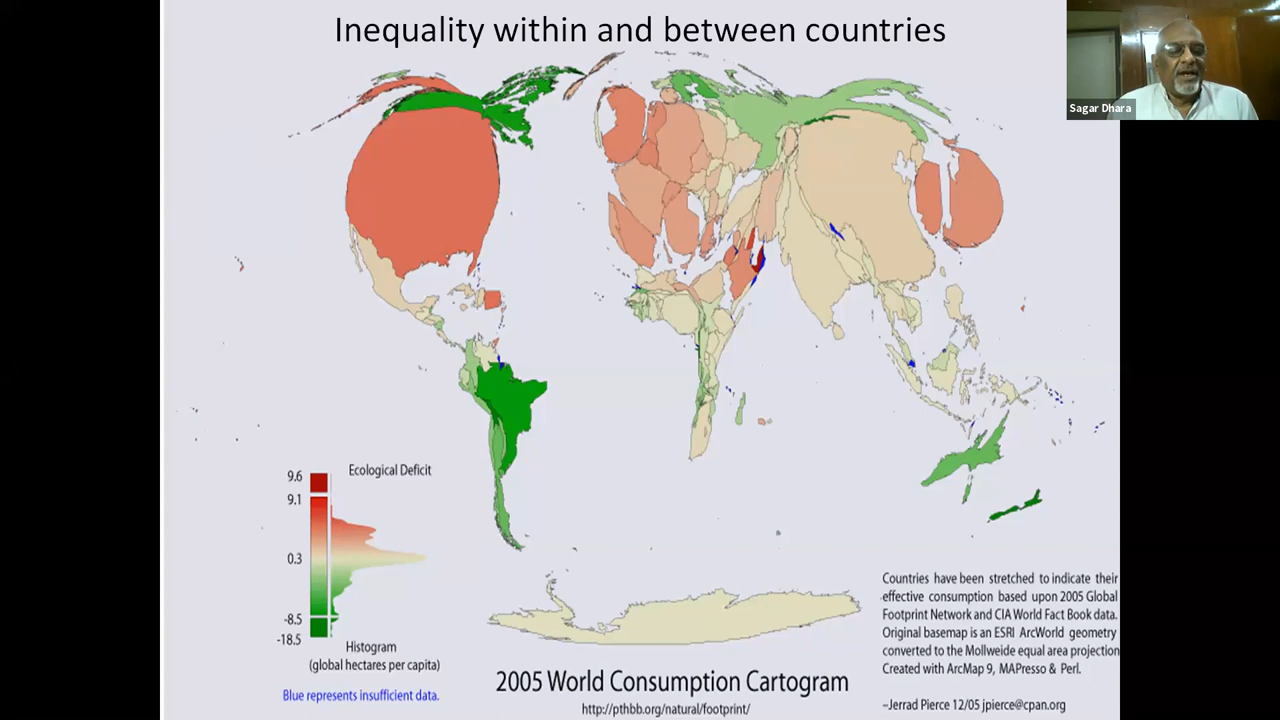 Inequality within and between countries
Sagar Dhara
Ecological Deficit
9.6
9.1
0.3
-8.5
-18.5
Histogram
(global hectares per capita)
Blue represents insufficient data.
2005 World Consumption Cartogram
http://pthbb.org/natural/footprint/
Countries have been stretched to indicate their
effective consumption based upon 2005 Global
Footprint Network and CIA World Fact Book data.
Original basemap is an ESRI ArcWorld geometry
converted to the Mollweide equal area projection
Created with ArcMap 9, MAPresso & Perl.
–Jerrad Pierce 12/05 jpierce@cpan.org